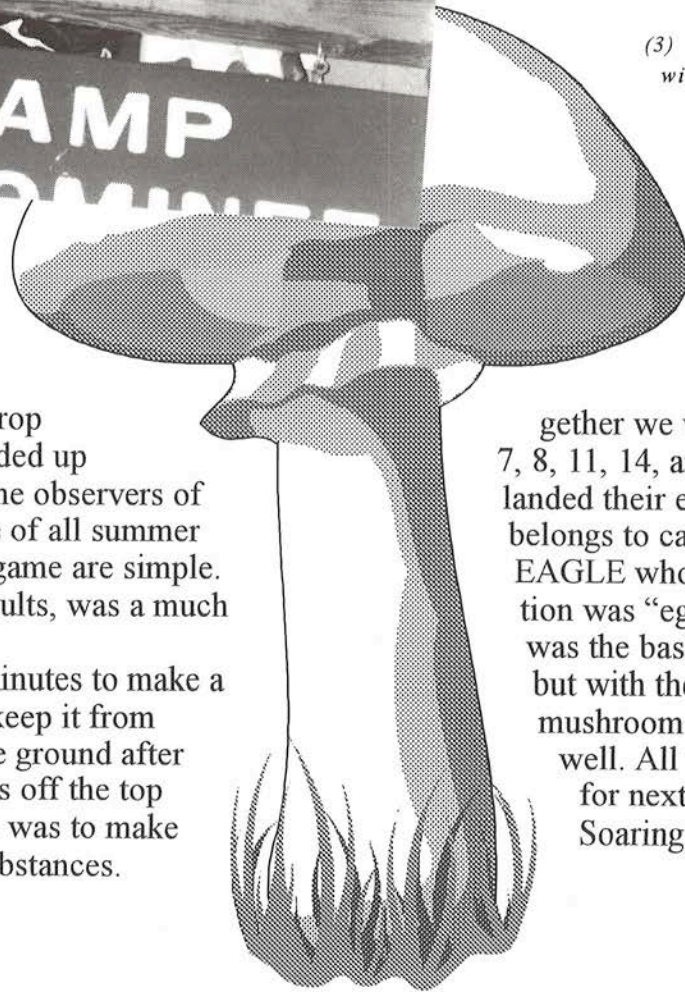 (3)
wi
AMP
rop
ded up
ne observers of
e of all summer
game are simple.
ults, was a much
inutes to make a
keep it from
e ground after
s off the top
was to make
bstances.
gether we
7, 8, 11, 14, a
landed their e
belongs to ca
EAGLE who
tion was “eg
was the bas
but with the
mushroom
well. All
for next
Soaring